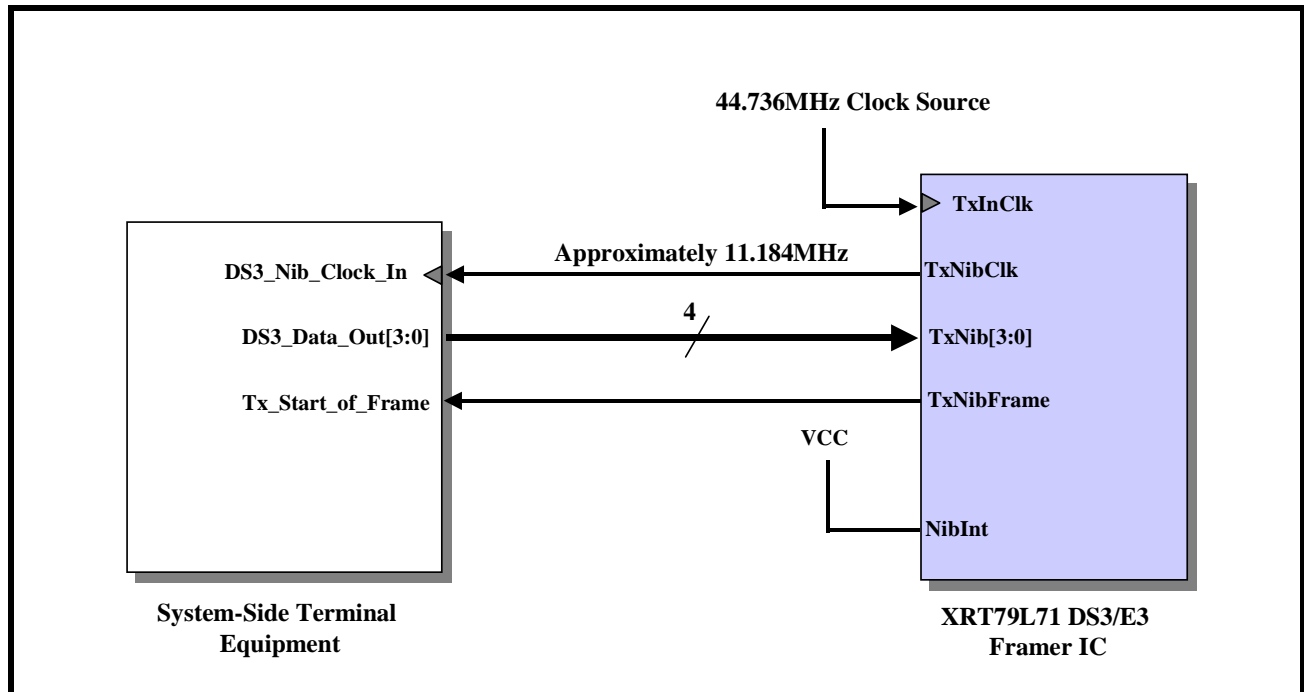 44.736MHz Clock Source
TxInClk
Approximately 11.184MHz
DS3_Nib_Clock_In
TxNibClk
4
DS3_Data_Out[3:0]
TxNib[3:0]
Tx_Start_of_Frame
TxNibFrame
VCC
NibInt
System-Side Terminal
Equipment
XRT79L71 DS3/E3
Framer IC